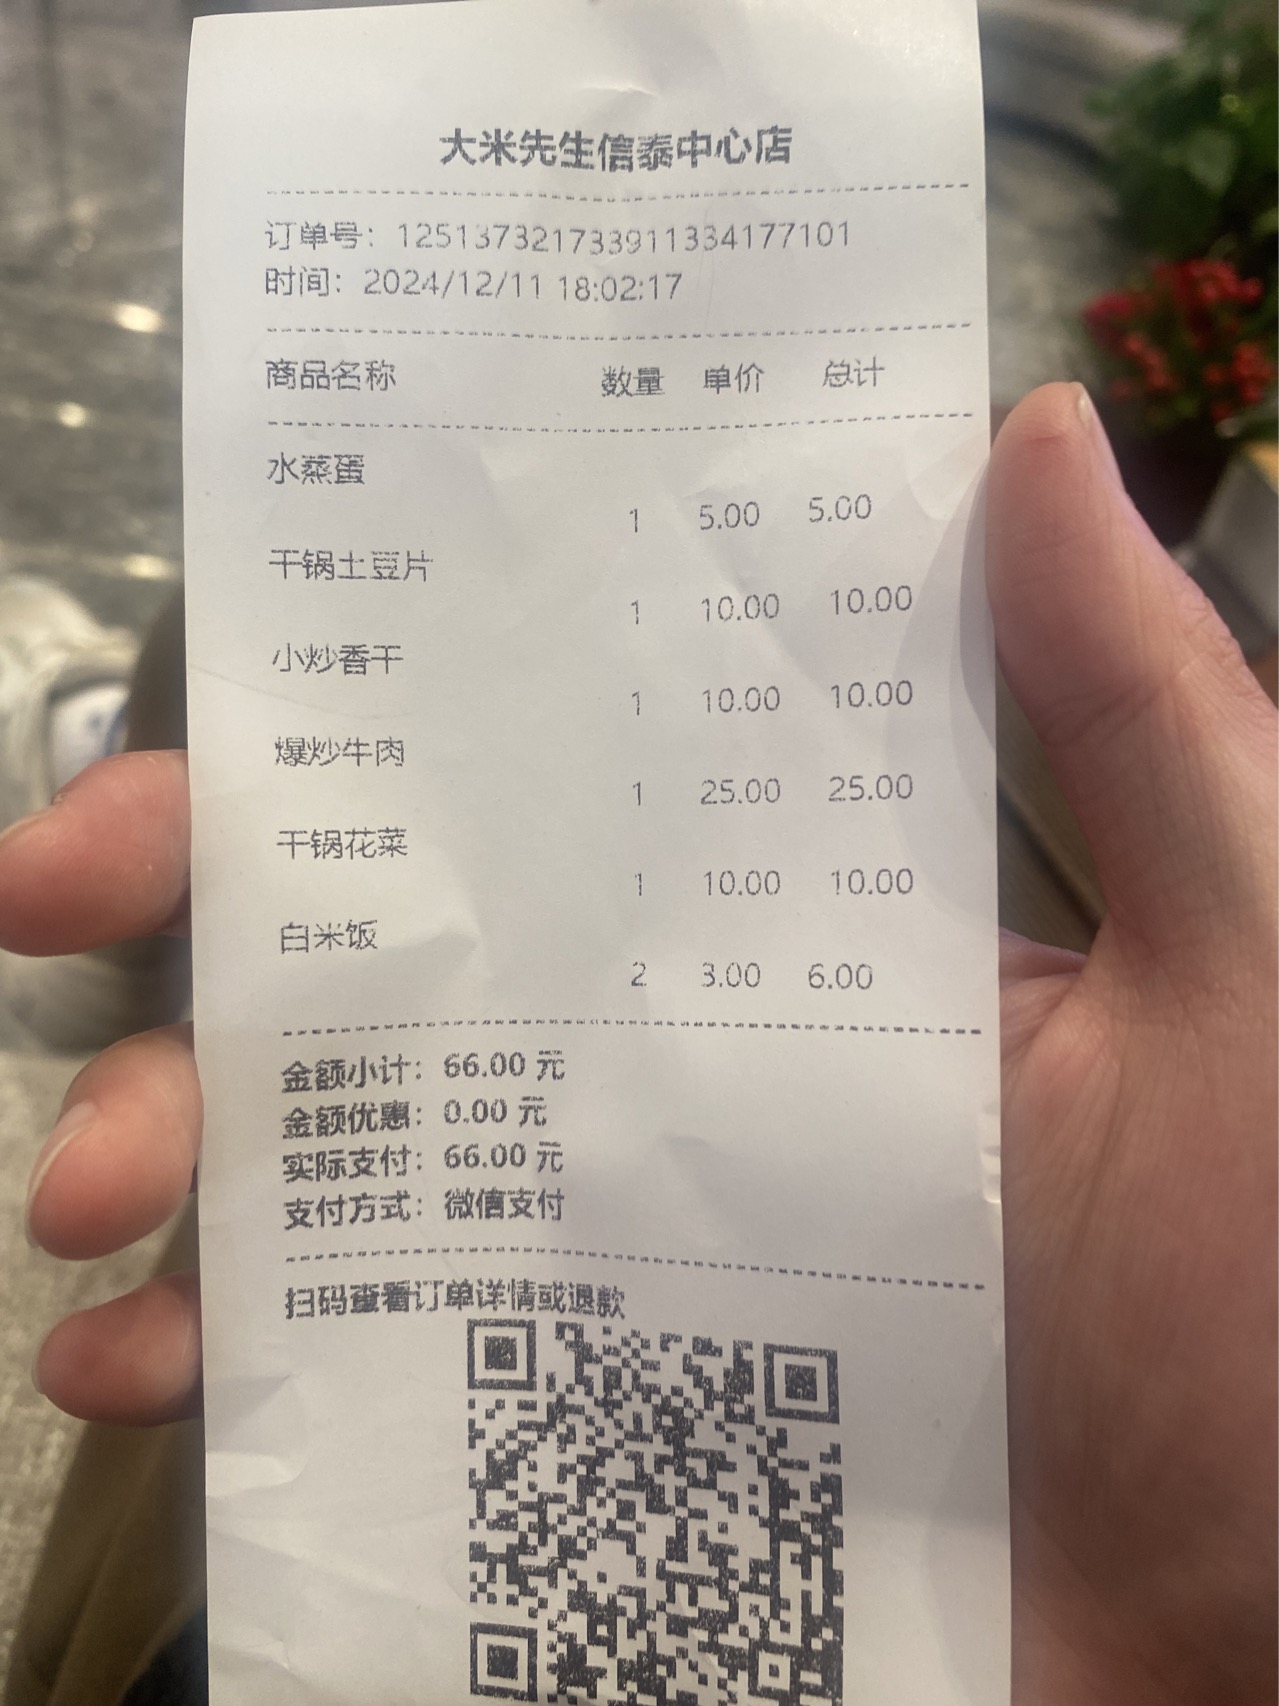 大米先生信泰中心店
订单号：125137321733911334177101
时间：2024/12/11 18:02:17
商品名称 数量 单价 总计
水蒸蛋
1 5.00 5.00
干锅土豆片
1 10.00 10.00
小炒香干
1 10.00 10.00
爆炒牛肉
1 25.00 25.00
干锅花菜
1 10.00 10.00
白米饭
2 3.00 6.00
金额小计：66.00 元
金额优惠：0.00 元
实际支付：66.00 元
支付方式：微信支付
扫码查看订单详情或退款